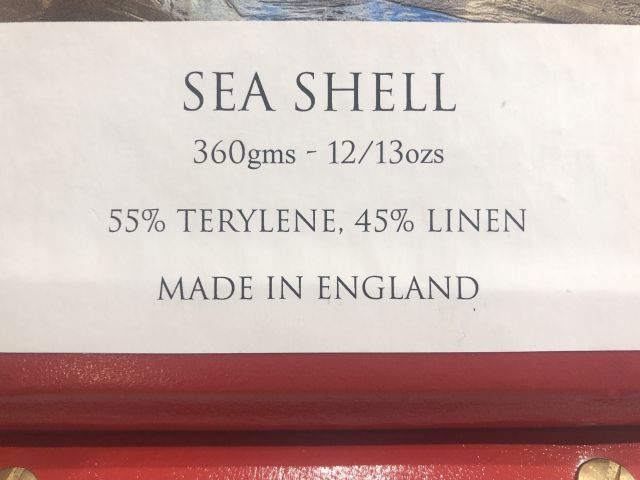 SEA SHELL
360gms - 12/13ozs
55% TERYLENE, 45% LINEN
MADE IN ENGLAND